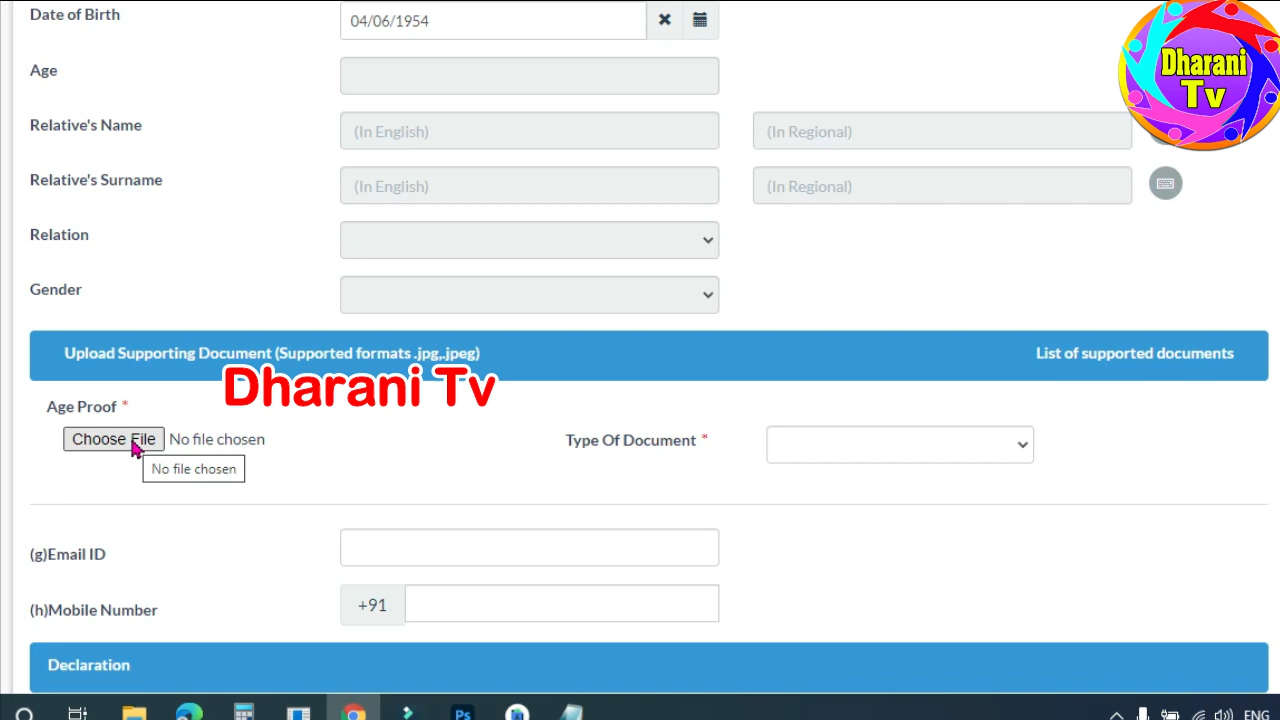 Date of Birth 04/06/1954
Age
Relative's Name (In English) (In Regional)
Relative's Surname (In English) (In Regional)
Relation
Gender
Upload Supporting Document (Supported formats .jpg,.jpeg) List of supported documents
Dharani Tv
Age Proof *
Choose File No file chosen Type Of Document *
No file chosen
(g)Email ID
(h)Mobile Number +91
Declaration
Dharani
Tv
Ps
ENG